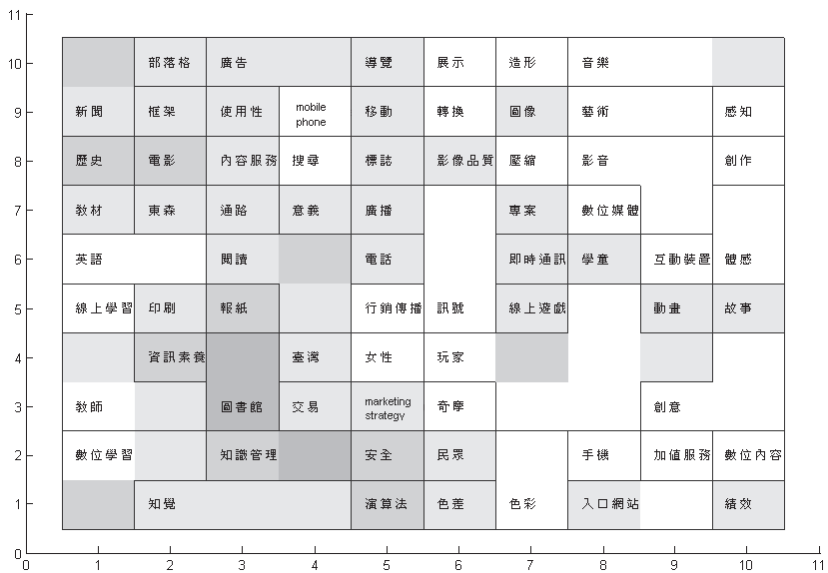 11
10 部落格 廣告 導覽 展示 造形 音樂
9 新聞 框架 使用性 mobile phone 移動 轉換 圖像 藝術 感知
8 歷史 電影 內容服務 搜尋 標誌 影像品質 壓縮 影音 創作
7 教材 東森 通路 意義 廣播 專案 數位媒體
6 英語 閱讀 電話 即時通訊 學童 互動裝置 體感
5 線上學習 印刷 報紙 行銷傳播 訊號 線上遊戲 動畫 故事
4 資訊素養 臺灣 女性 玩家
3 教師 圖書館 交易 marketing strategy 奇摩 創意
2 數位學習 知識管理 安全 民眾 手機 加值服務 數位內容
1 知覺 演算法 色差 色彩 入口網站 績效
0
0 1 2 3 4 5 6 7 8 9 10 11